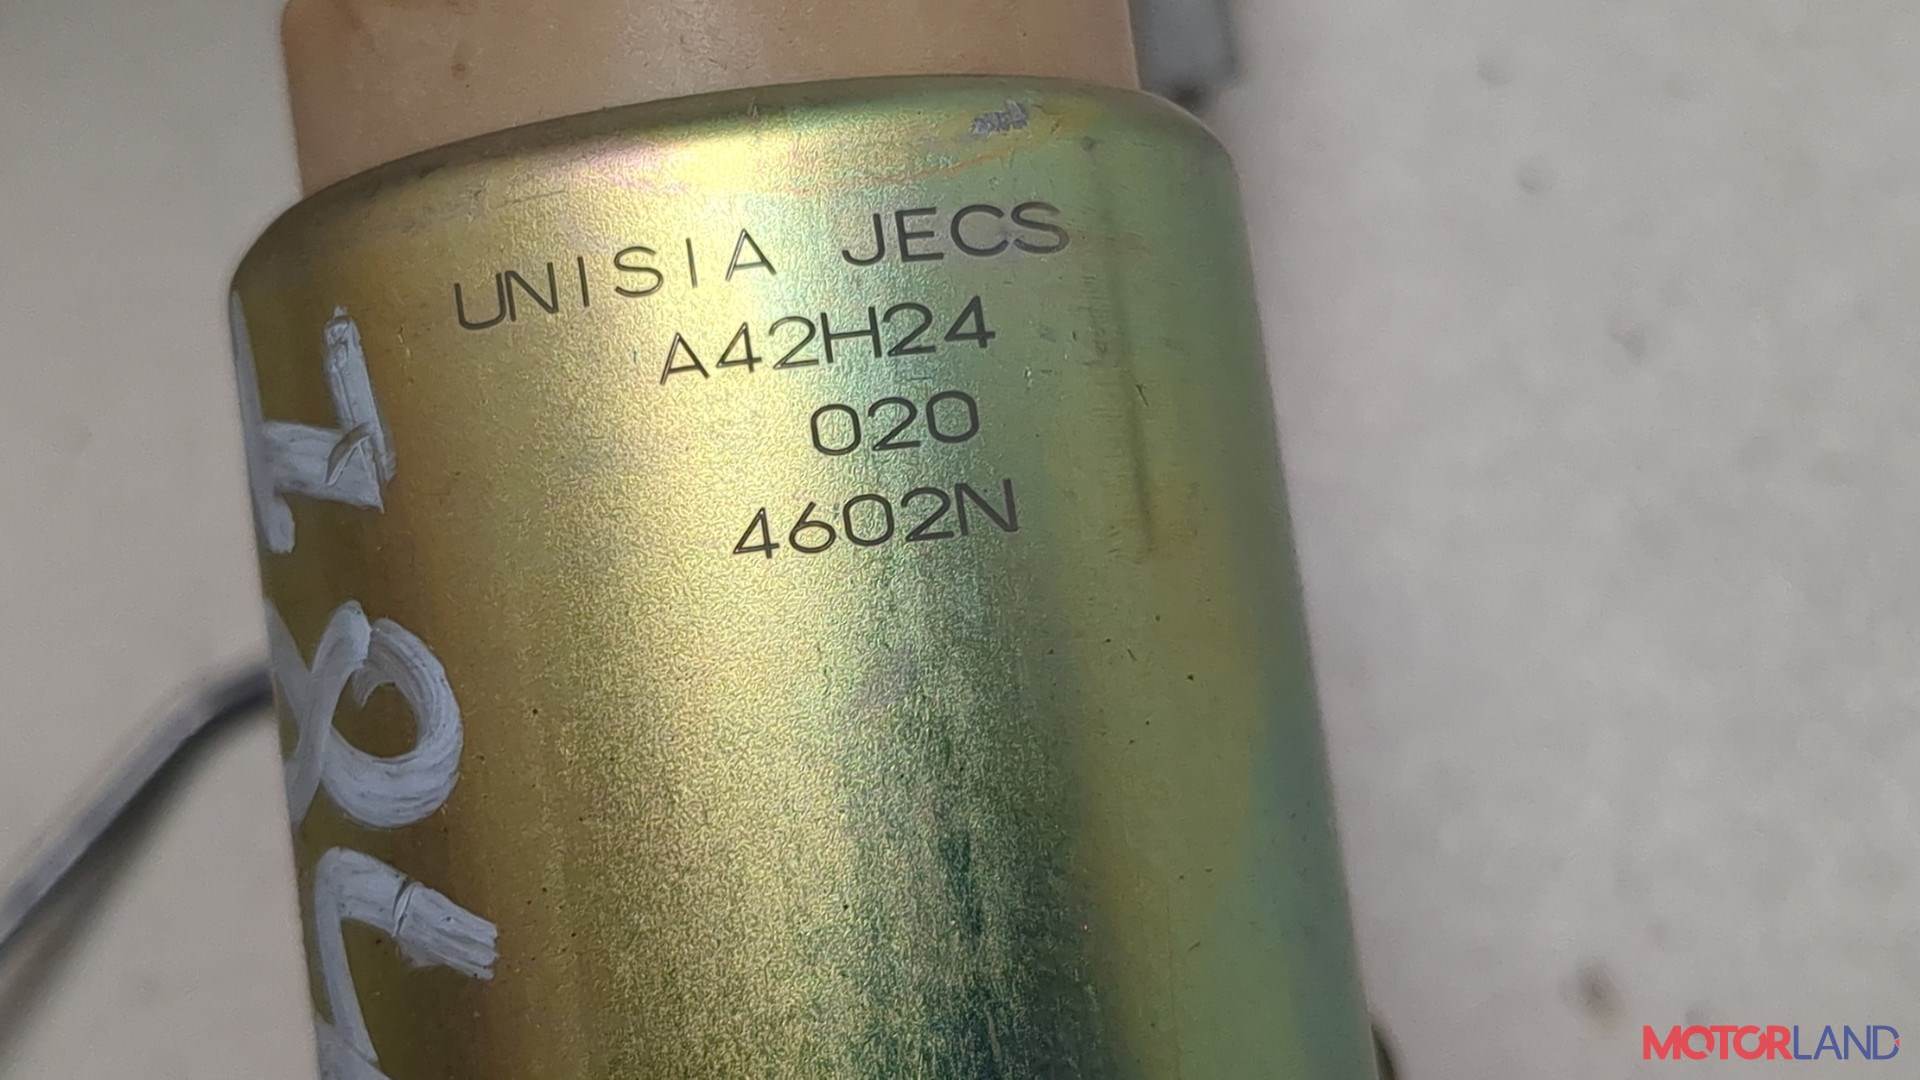 UNISIA JECS
A42H24
020
4602N
MOTORLAND